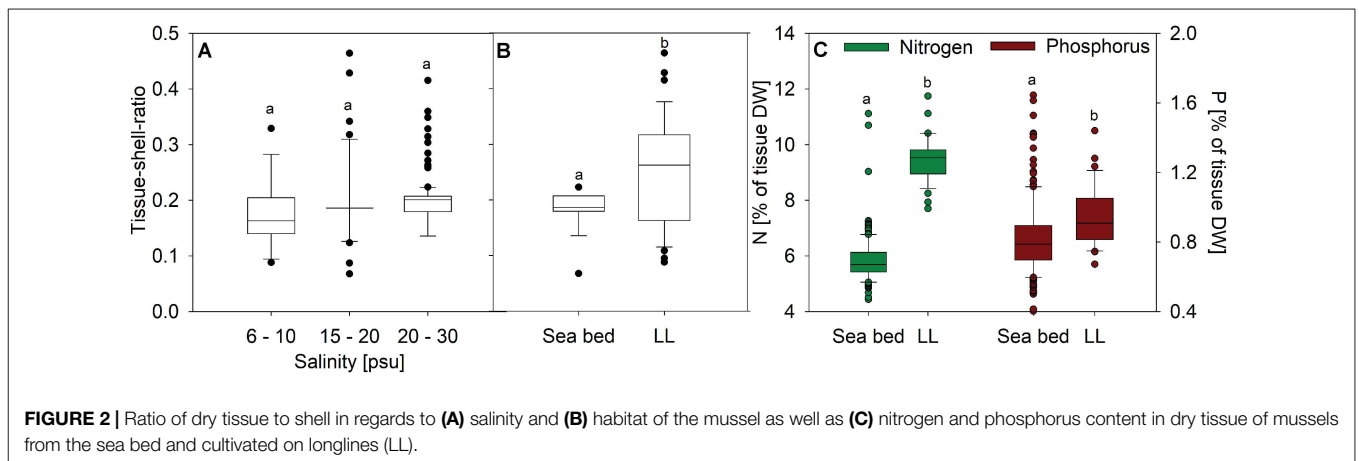 A
B
C
Nitrogen
Phosphorus
Tissue-shell-ratio
0.5
0.4
0.3
0.2
0.1
0.0
a
a
a
6 - 10
15 - 20
20 - 30
Salinity [psu]
a
b
Sea bed
LL
N [% of tissue DW]
14
12
10
8
6
4
a
b
a
b
Sea bed
LL
Sea bed
LL
2.0
1.6
1.2
0.8
0.4
P [% of tissue DW]
FIGURE 2 | Ratio of dry tissue to shell in regards to (A) salinity and (B) habitat of the mussel as well as (C) nitrogen and phosphorus content in dry tissue of mussels
from the sea bed and cultivated on longlines (LL).